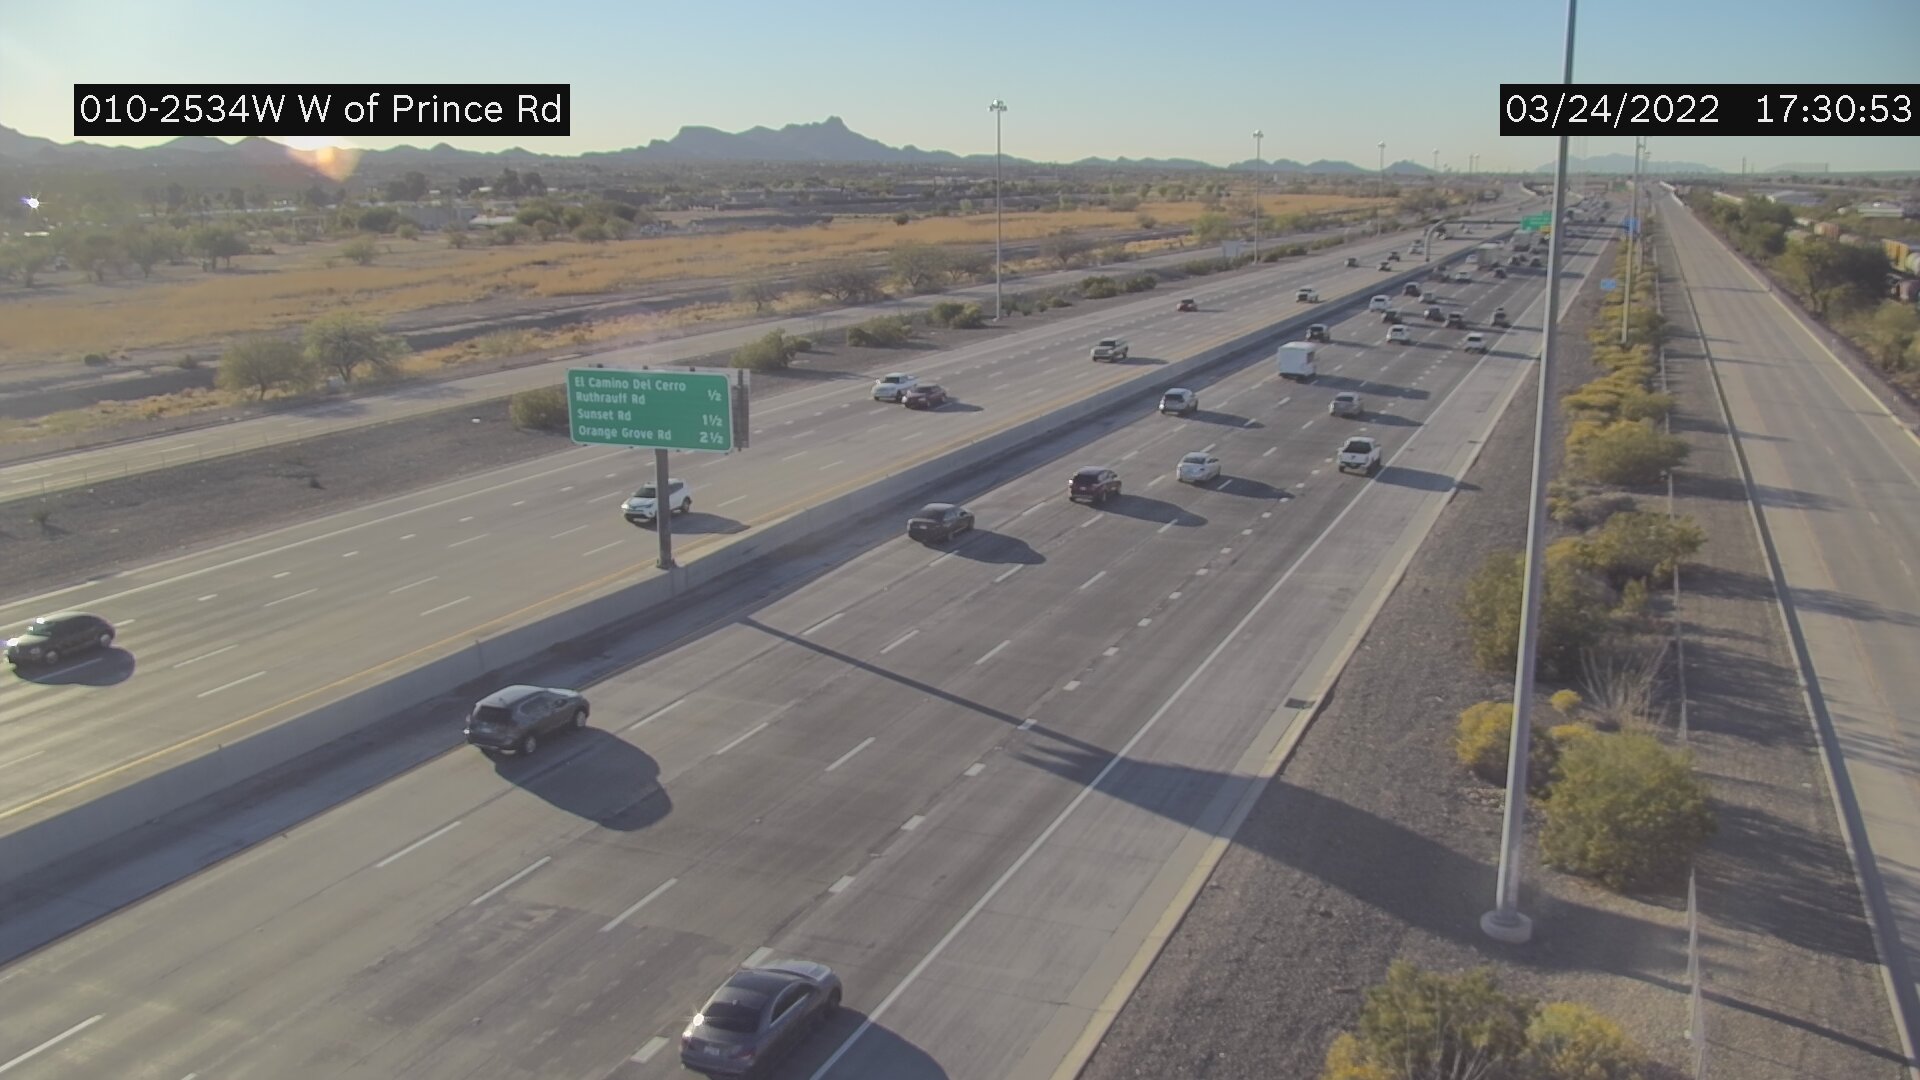 010-2534W W of Prince Rd
03/24/2022 17:30:53
El Camino Del Cerro
Ruthrauff Rd ½
Sunset Rd 1½
Orange Grove Rd 2½